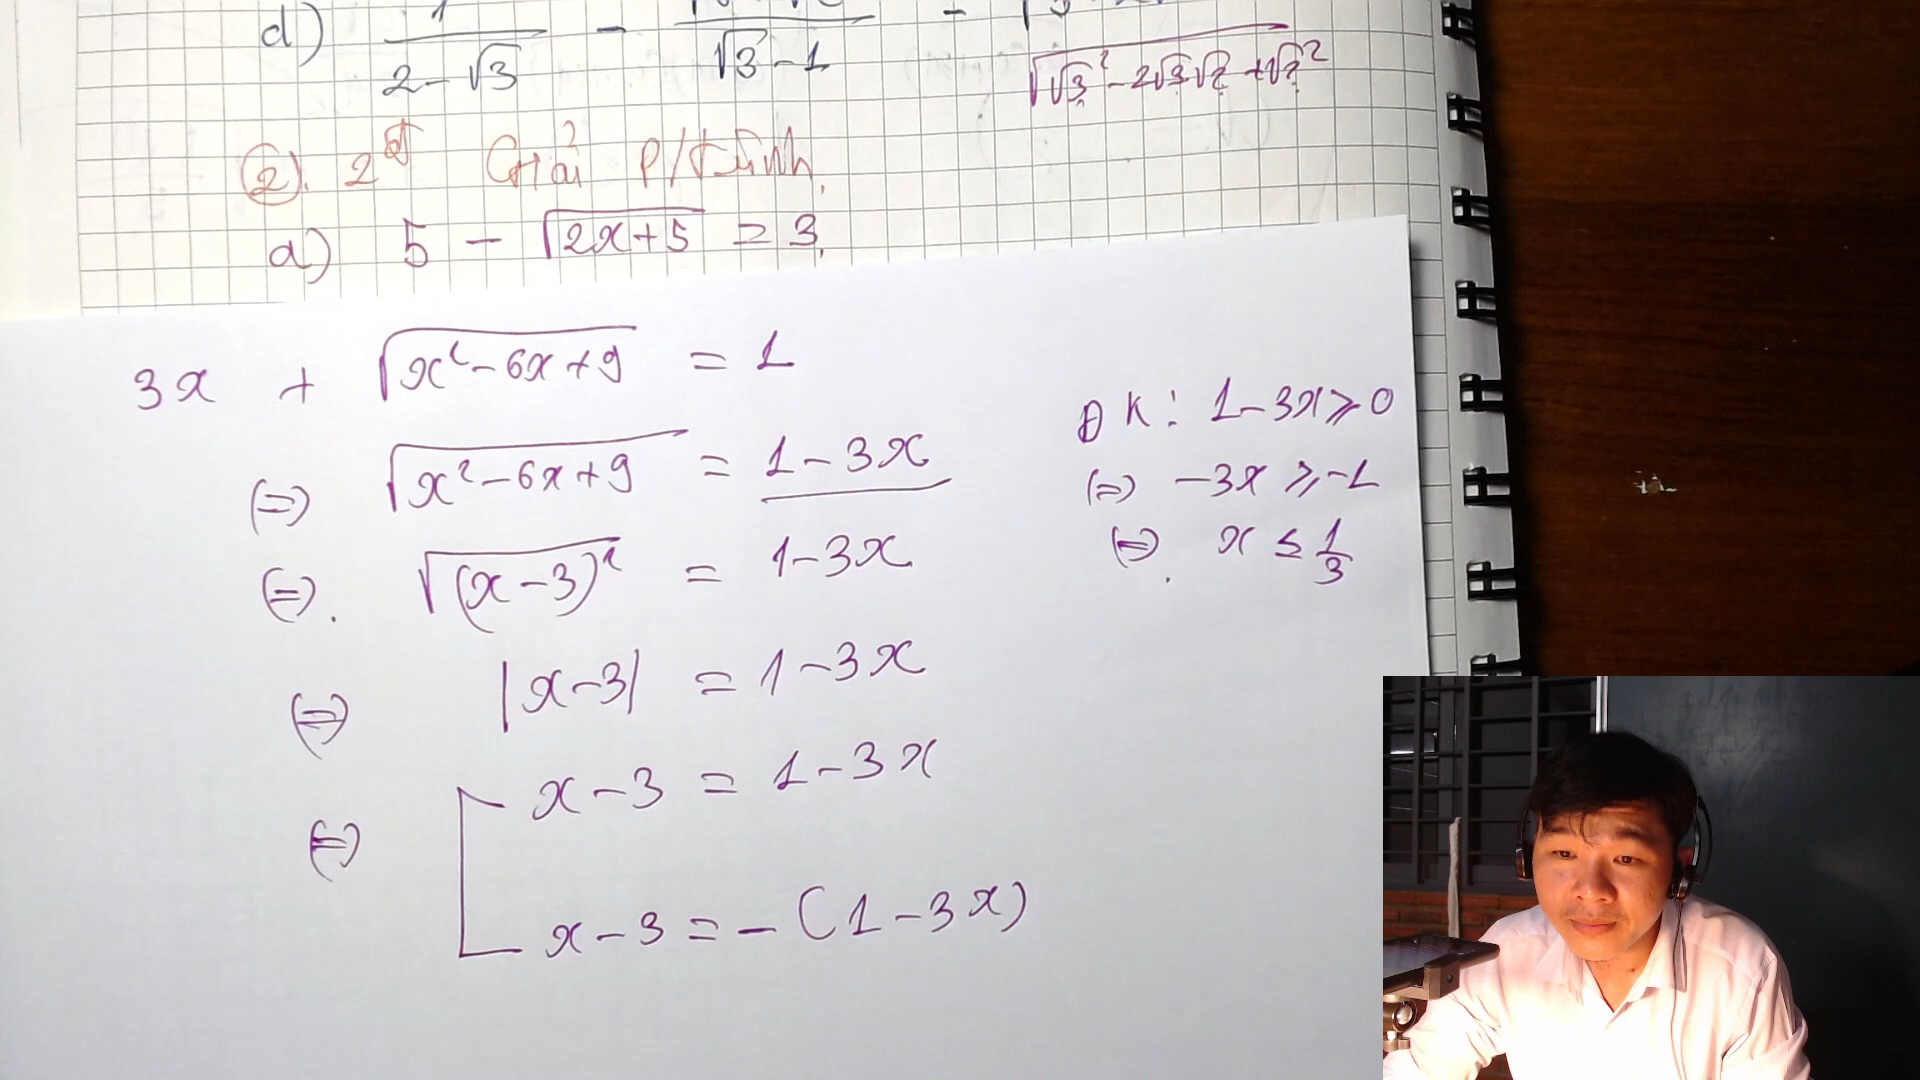 d) 1/(2-√3) - /(√3-1) -
√(√3²-2√3√2+√2²)
②. 2đ Giải p/trình.
a) 5 - √(2x+5) = 3.
3x + √(x²-6x+9) = 1
(=) √(x²-6x+9) = 1-3x
(=). √((x-3)²) = 1-3x
(=) |x-3| = 1-3x
(=) [ x-3 = 1-3x
x-3 = -(1-3x)
ĐK: 1-3x ≥ 0
(=) -3x ≥ -1
(=). x ≤ 1/3